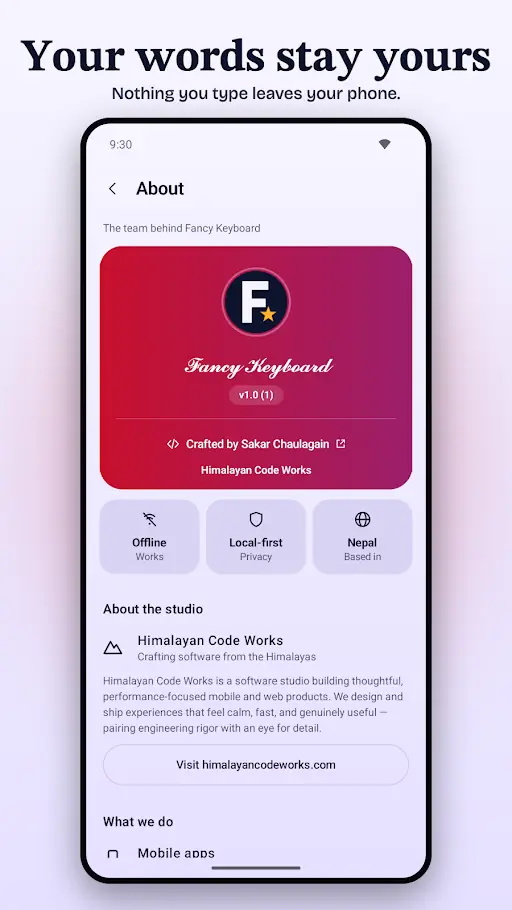 Your words stay yours
Nothing you type leaves your phone.
9:30
About
The team behind Fancy Keyboard
F
Fancy Keyboard
v1.0 (1)
Crafted by Sakar Chaulagain
Himalayan Code Works
Offline
Works
Local-first
Privacy
Nepal
Based in
About the studio
Himalayan Code Works
Crafting software from the Himalayas
Himalayan Code Works is a software studio building thoughtful,
performance-focused mobile and web products. We design and
ship experiences that feel calm, fast, and genuinely useful —
pairing engineering rigor with an eye for detail.
Visit himalayancodeworks.com
What we do
Mobile apps